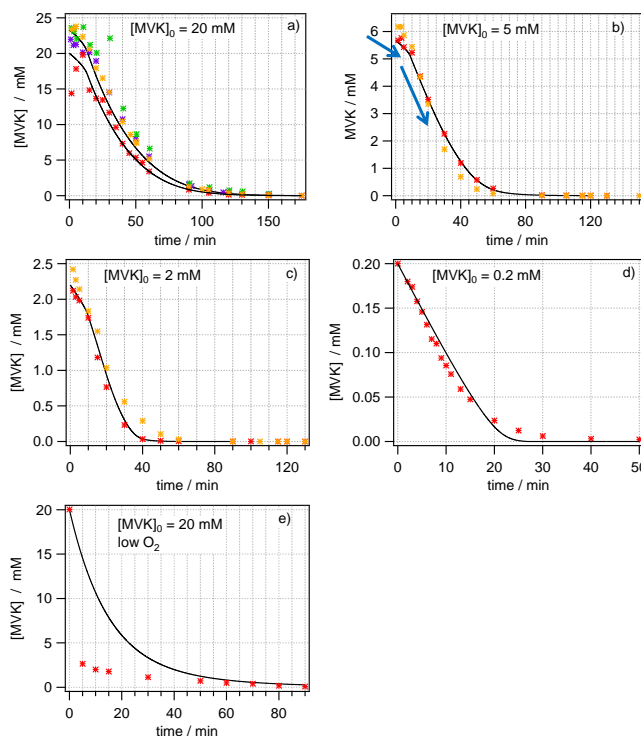 [MVK]0 = 20 mM
a)
25
20
15
10
5
0
[MVK] / mM
0
50
100
150
time / min
[MVK]0 = 5 mM
b)
6
5
4
3
2
1
0
MVK / mM
0
40
80
120
time / min
[MVK]0 = 2 mM
c)
2.5
2.0
1.5
1.0
0.5
0.0
[MVK] / mM
0
20
40
60
80
100
120
time / min
[MVK]0 = 0.2 mM
d)
0.20
0.15
0.10
0.05
0.00
[MVK] / mM
0
10
20
30
40
50
time / min
[MVK]0 = 20 mM
low O2
e)
20
15
10
5
0
[MVK] / mM
0
20
40
60
80
time / min